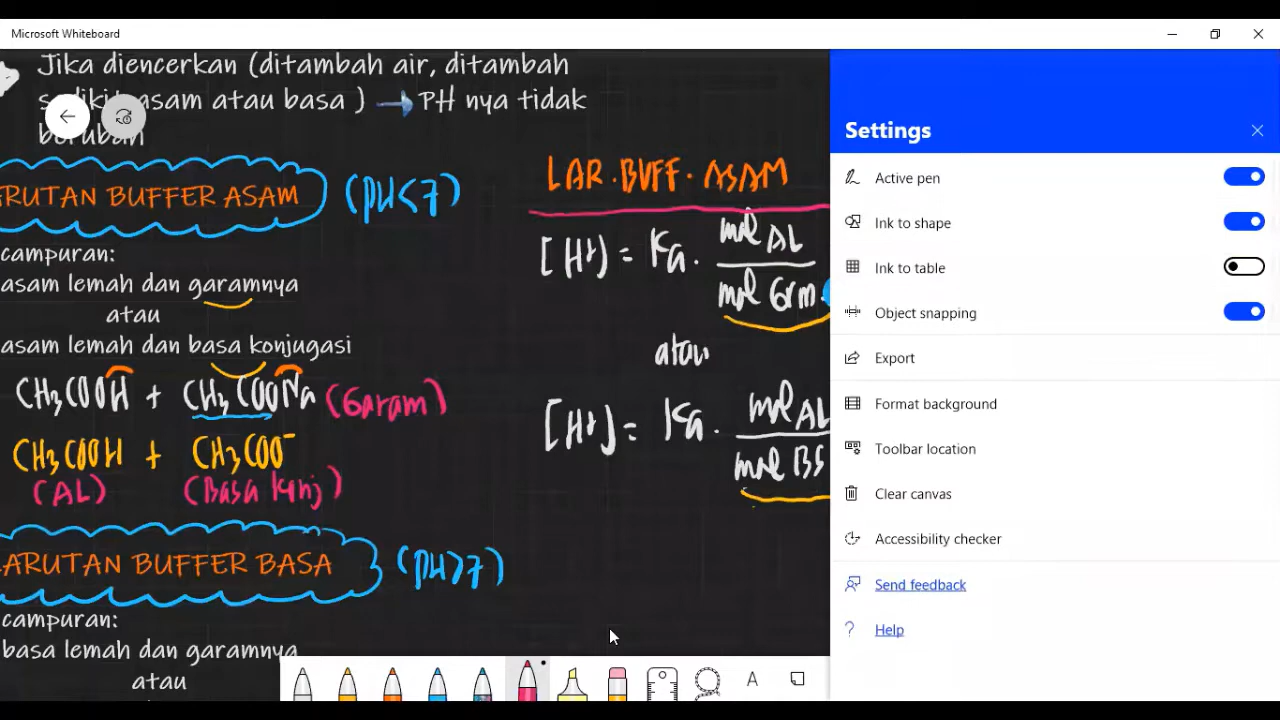 Microsoft Whiteboard
Jika diencerkan (ditambah air, ditambah
asam atau basa ) → PH nya tidak
berubah
RUTAN BUFFER ASAM (PH<7)
campuran:
asam lemah dan garamnya
atau
asam lemah dan basa konjugasi
CH3COOH + CH3COONa (Garam)
CH3COOH + CH3COO-
(AL) (Basa Konj)
ARUTAN BUFFER BASA (PH>7)
campuran:
basa lemah dan garamnya
atau
LAR.BUFF.ASAM
[H+] = Ka. mol AL
mol Grm.
atau
[H+] = Ka. mol AL
mol BS
Settings
Active pen
Ink to shape
Ink to table
Object snapping
Export
Format background
Toolbar location
Clear canvas
Accessibility checker
Send feedback
Help
A